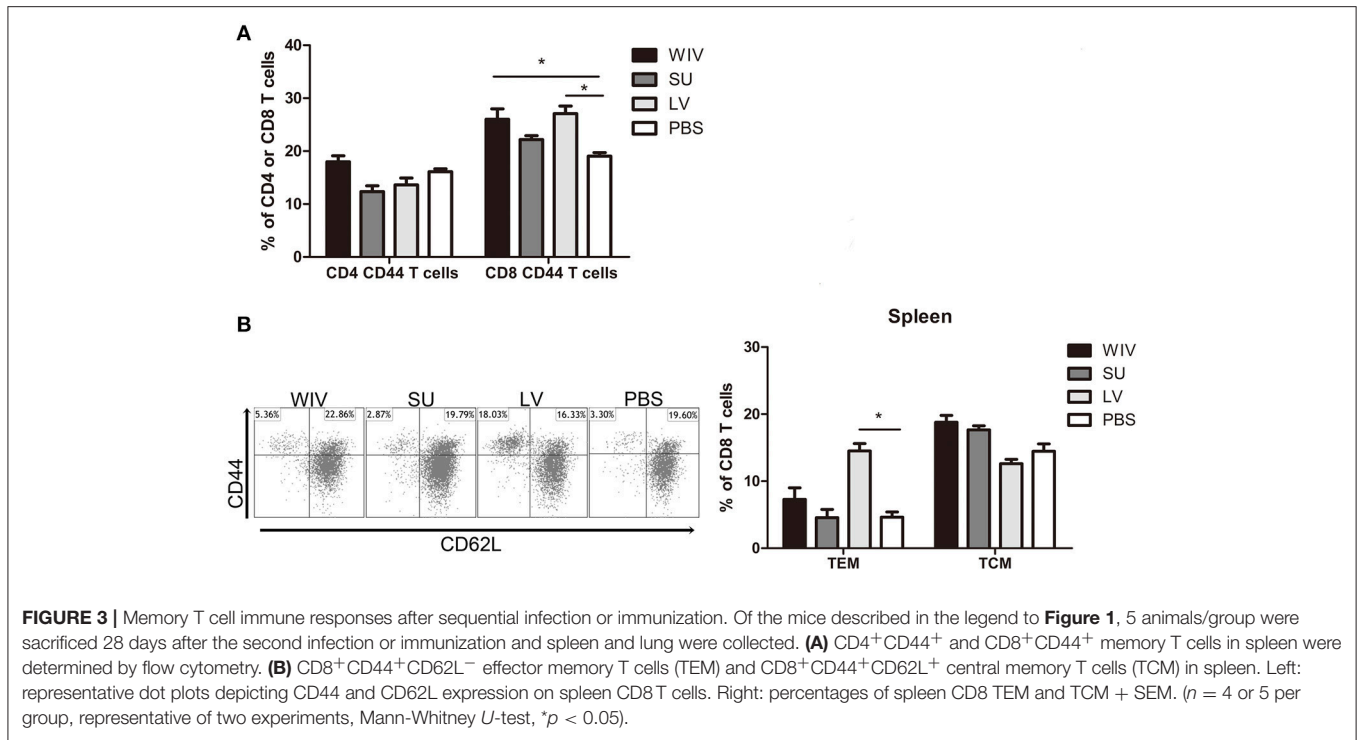 A
40
30
20
10
0
% of CD4 or CD8 T cells
CD4 CD44 T cells CD8 CD44 T cells
*
*
WIV
SU
LV
PBS
B
WIV SU LV PBS
5.36% 22.86% 2.87% 19.79% 18.03% 16.33% 3.30% 19.60%
CD44
CD62L
Spleen
30
20
10
0
% of CD8 T cells
*
TEM TCM
WIV
SU
LV
PBS
FIGURE 3 | Memory T cell immune responses after sequential infection or immunization. Of the mice described in the legend to Figure 1, 5 animals/group were
sacrificed 28 days after the second infection or immunization and spleen and lung were collected. (A) CD4⁺CD44⁺ and CD8⁺CD44⁺ memory T cells in spleen were
determined by flow cytometry. (B) CD8⁺CD44⁺CD62L⁻ effector memory T cells (TEM) and CD8⁺CD44⁺CD62L⁺ central memory T cells (TCM) in spleen. Left:
representative dot plots depicting CD44 and CD62L expression on spleen CD8 T cells. Right: percentages of spleen CD8 TEM and TCM + SEM. (n = 4 or 5 per
group, representative of two experiments, Mann-Whitney U-test, *p < 0.05).